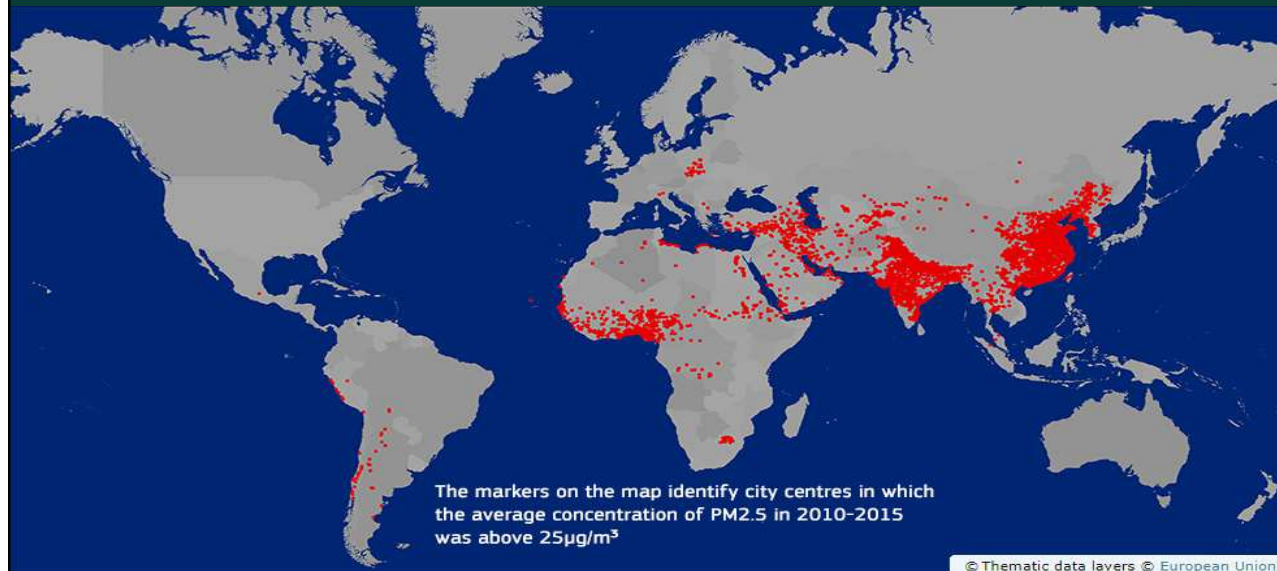 The markers on the map identify city centres in which
the average concentration of PM2.5 in 2010-2015
was above 25µg/m³
© Thematic data layers © European Union